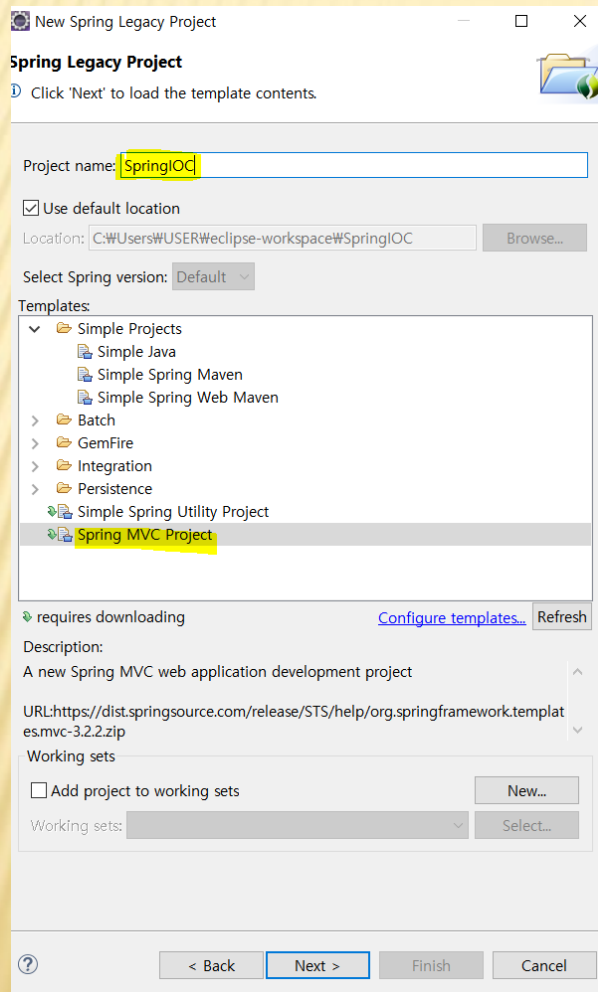 New Spring Legacy Project
Spring Legacy Project
Click 'Next' to load the template contents.
Project name: SpringIOC
Use default location
Location: C:₩Users₩USER₩eclipse-workspace₩SpringIOC Browse...
Select Spring version: Default
Templates:
Simple Projects
Simple Java
Simple Spring Maven
Simple Spring Web Maven
Batch
GemFire
Integration
Persistence
Simple Spring Utility Project
Spring MVC Project
requires downloading Configure templates... Refresh
Description:
A new Spring MVC web application development project
URL:https://dist.springsource.com/release/STS/help/org.springframework.templat
es.mvc-3.2.2.zip
Working sets
Add project to working sets New...
Working sets: Select...
? < Back Next > Finish Cancel